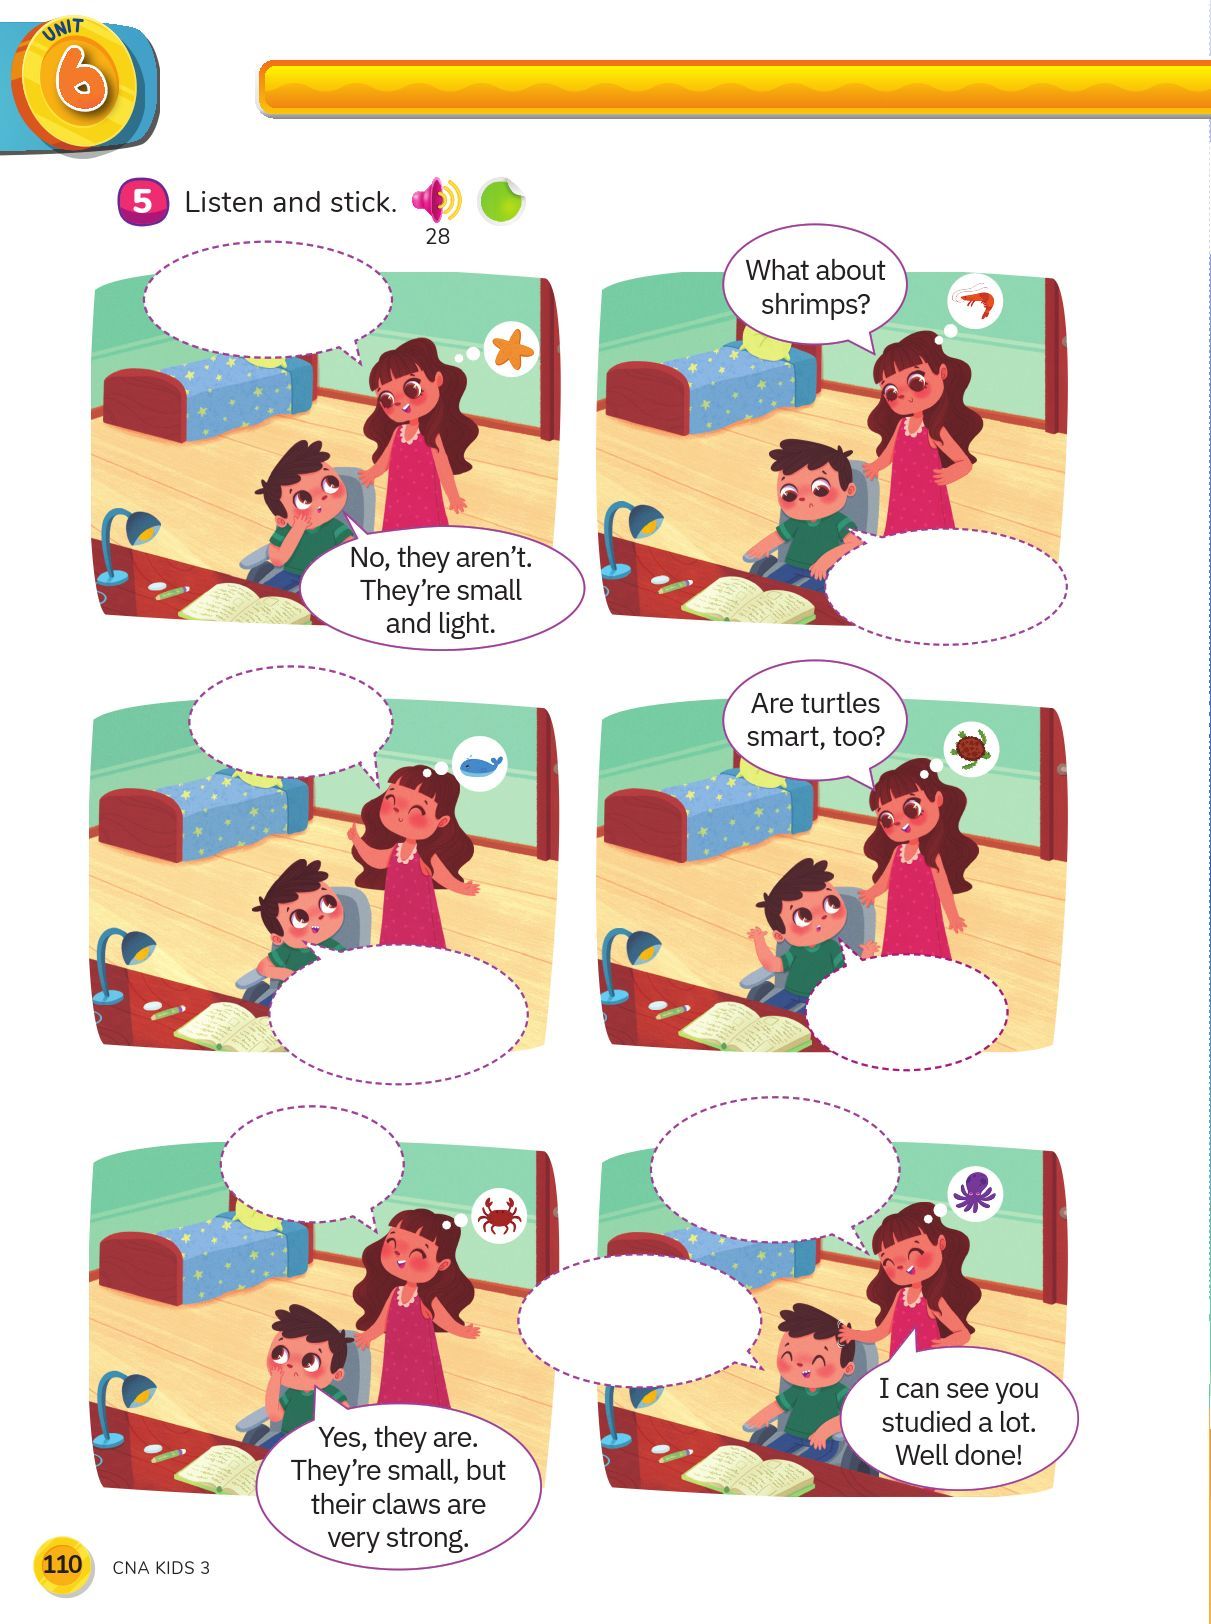 UNIT
6
5 Listen and stick.
28
What about
shrimps?
No, they aren't.
They're small
and light.
Are turtles
smart, too?
Yes, they are.
They're small, but
their claws are
very strong.
I can see you
studied a lot.
Well done!
110 CNA KIDS 3